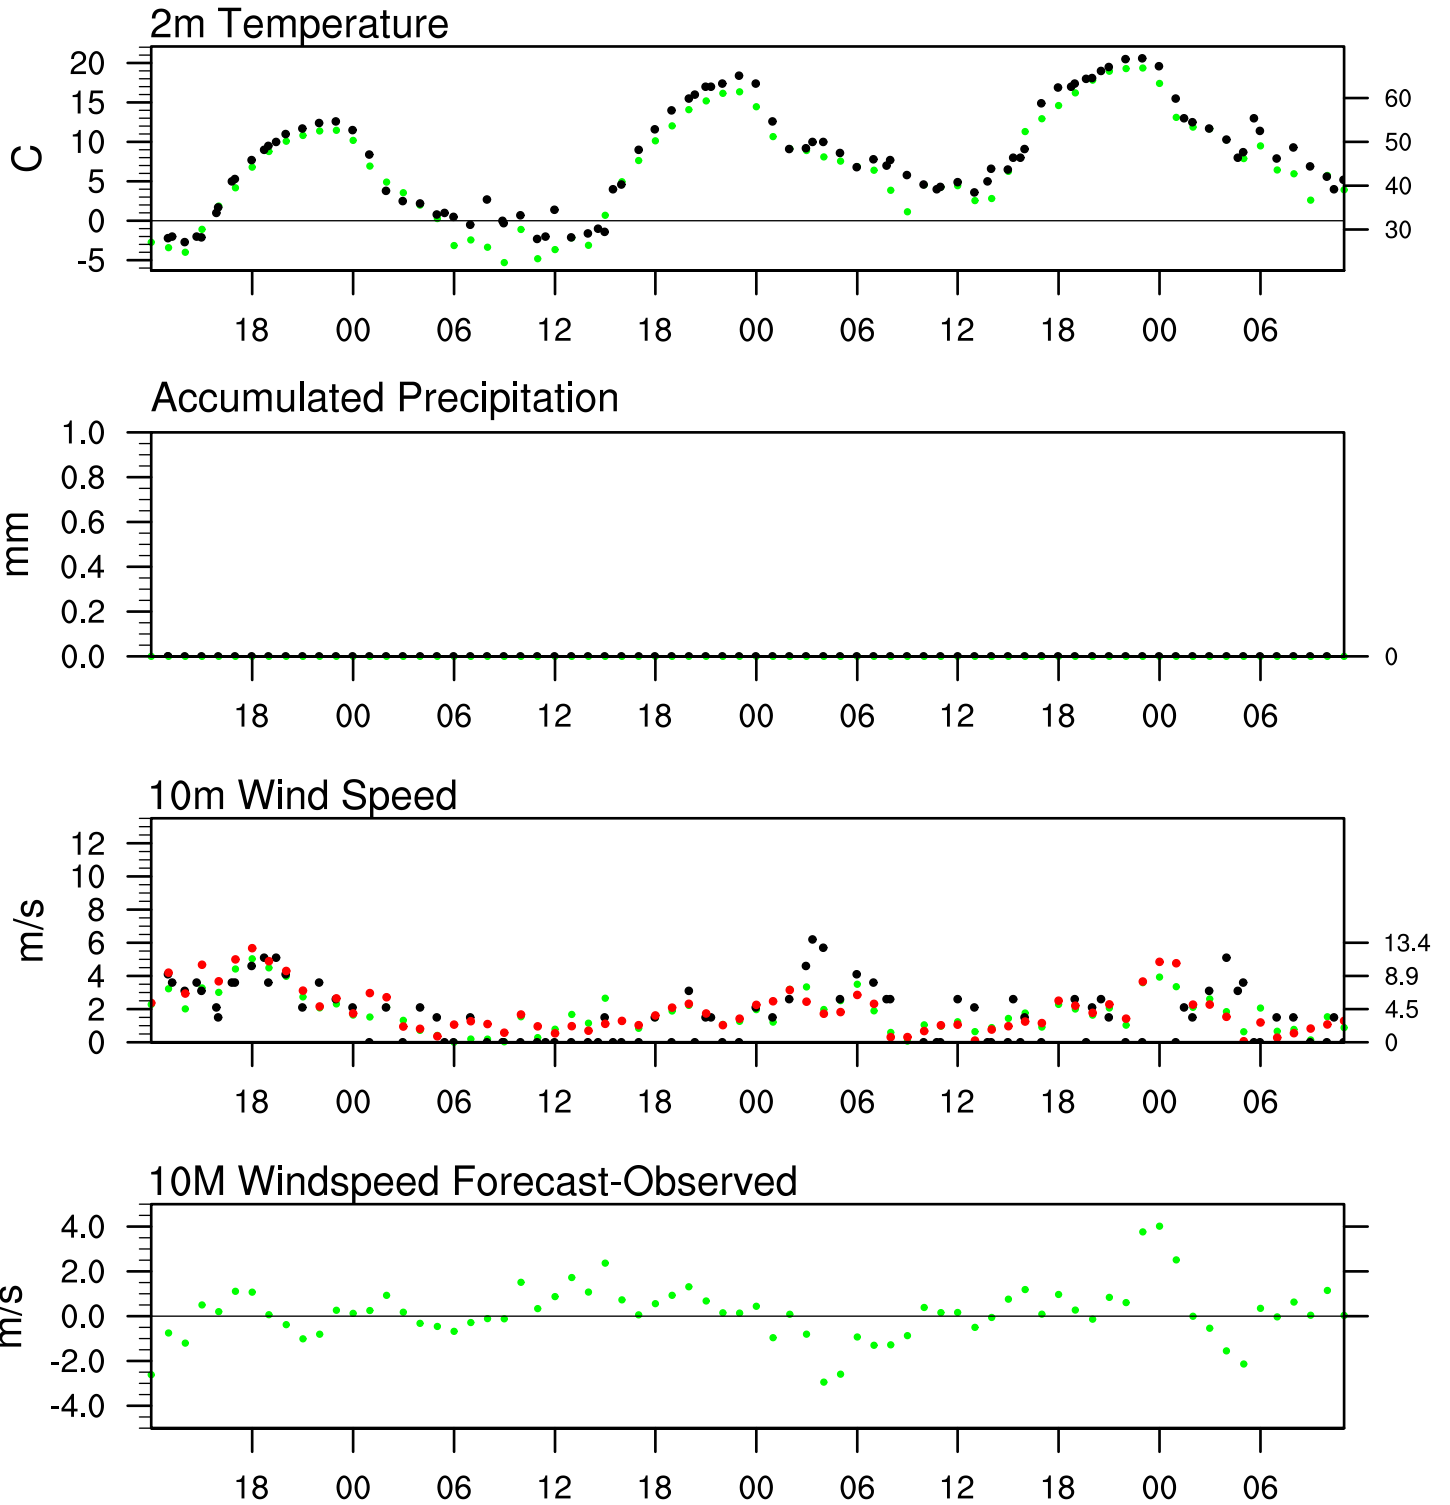 2m Temperature
20
15
10
5
0
-5
C
60
50
40
30
18 00 06 12 18 00 06 12 18 00 06
Accumulated Precipitation
1.0
0.8
0.6
0.4
0.2
0.0
mm
0
18 00 06 12 18 00 06 12 18 00 06
10m Wind Speed
12
10
8
6
4
2
0
m/s
13.4
8.9
4.5
0
18 00 06 12 18 00 06 12 18 00 06
10M Windspeed Forecast-Observed
4.0
2.0
0.0
-2.0
-4.0
m/s
18 00 06 12 18 00 06 12 18 00 06